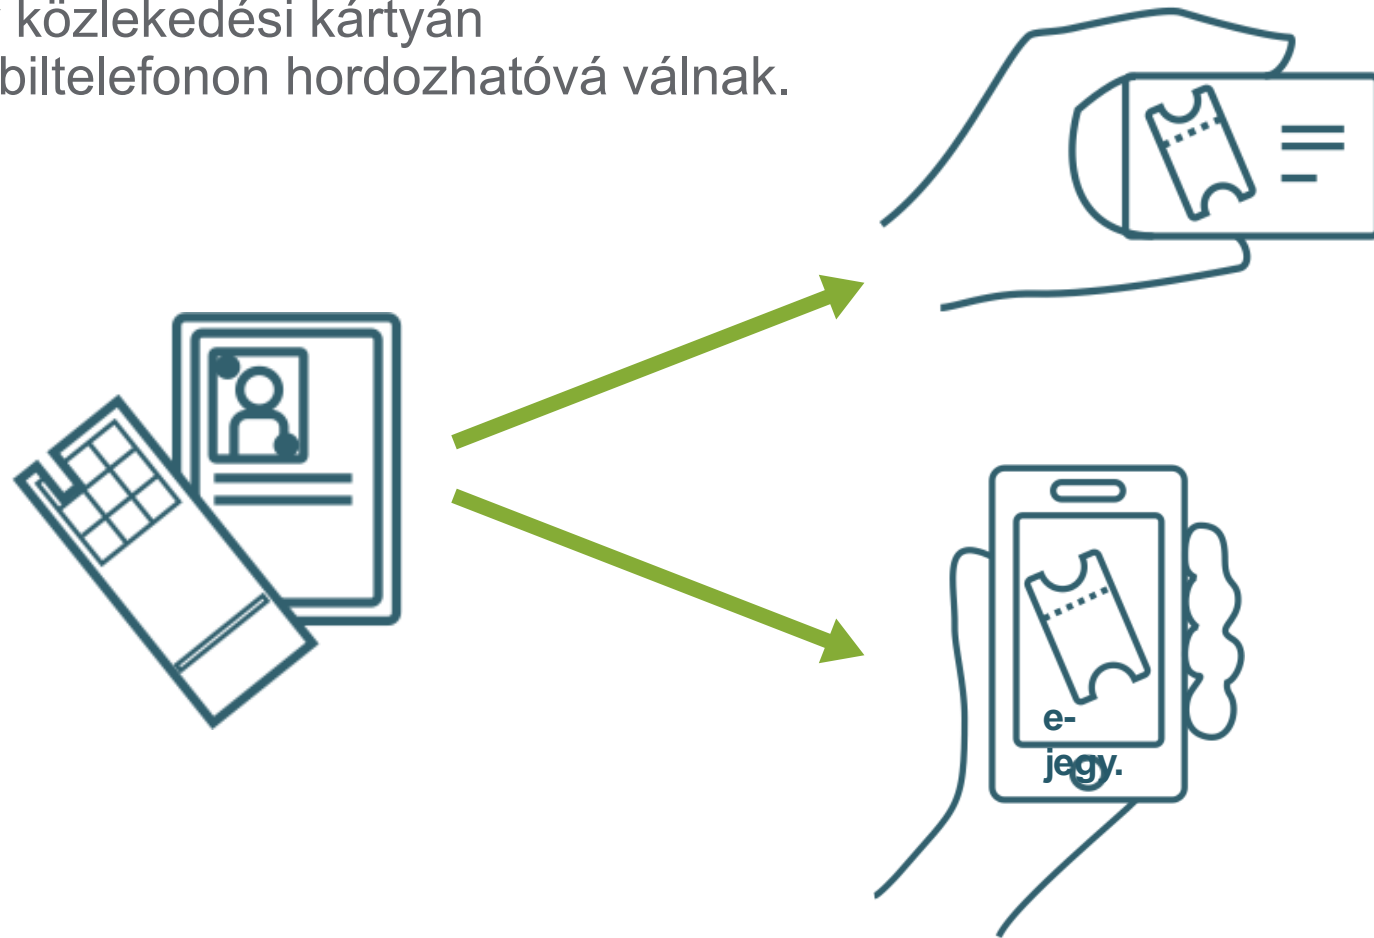 közlekedési kártyán
biltelefonon hordozhatóvá válnak.
e-
jegy.